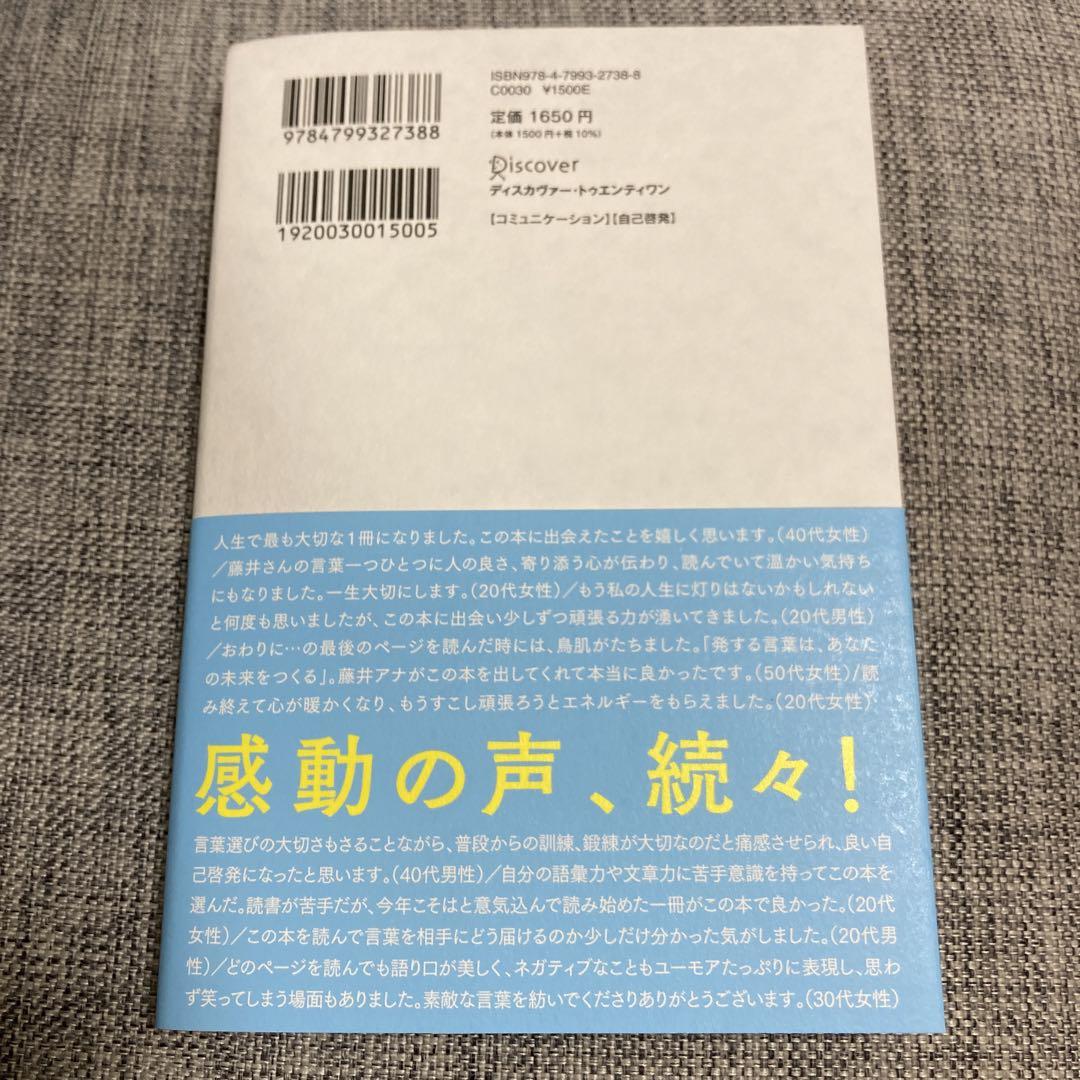 ISBN978-4-7993-2738-8
C0030 ¥1500E
9784799327388
定価 1650円
(本体1500円+税10%)
Discover
ディスカヴァー・トゥエンティワン
1920030015005
【コミュニケーション】【自己啓発】
人生で最も大切な1冊になりました。この本に出会えたことを嬉しく思います。(40代女性)
/藤井さんの言葉一つひとつに人の良さ、寄り添う心が伝わり、読んでいて温かい気持ち
にもなりました。一生大切にします。(20代女性)/もう私の人生に灯りはないかもしれない
と何度も思いましたが、この本に出会い少しずつ頑張る力が湧いてきました。(20代男性)
/おわりに…の最後のページを読んだ時には、鳥肌がたちました。「発する言葉は、あなた
の未来をつくる」。藤井アナがこの本を出してくれて本当に良かったです。(50代女性)/読
み終えて心が暖かくなり、もうすこし頑張ろうとエネルギーをもらえました。(20代女性)
感動の声、続々!
言葉選びの大切さもさることながら、普段からの訓練、鍛練が大切なのだと痛感させられ、良い自
己啓発になったと思います。(40代男性)/自分の語彙力や文章力に苦手意識を持ってこの本を
選んだ。読書が苦手だが、今年こそはと意気込んで読み始めた一冊がこの本で良かった。(20代
女性)/この本を読んで言葉を相手にどう届けるのか少しだけ分かった気がしました。(20代男
性)/どのページを読んでも語り口が美しく、ネガティブなこともユーモアたっぷりに表現し、思わ
ず笑ってしまう場面もありました。素敵な言葉を紡いでくださりありがとうございます。(30代女性)